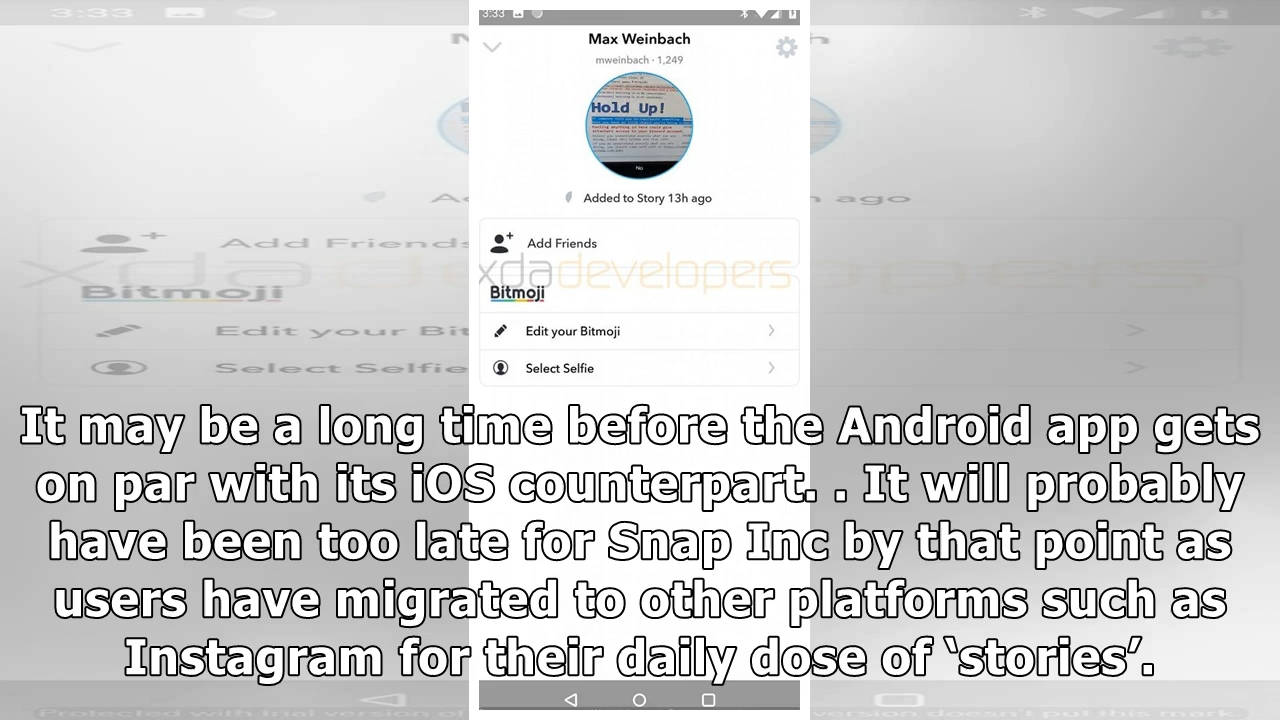 3:33
Max Weinbach
mweinbach · 1,249
Hold Up!
No
Added to Story 13h ago
Add Friends
xdadevelopers
Bitmoji
Edit your Bitmoji
Select Selfie
It may be a long time before the Android app gets
on par with its iOS counterpart. . It will probably
have been too late for Snap Inc by that point as
users have migrated to other platforms such as
Instagram for their daily dose of ‘stories’.